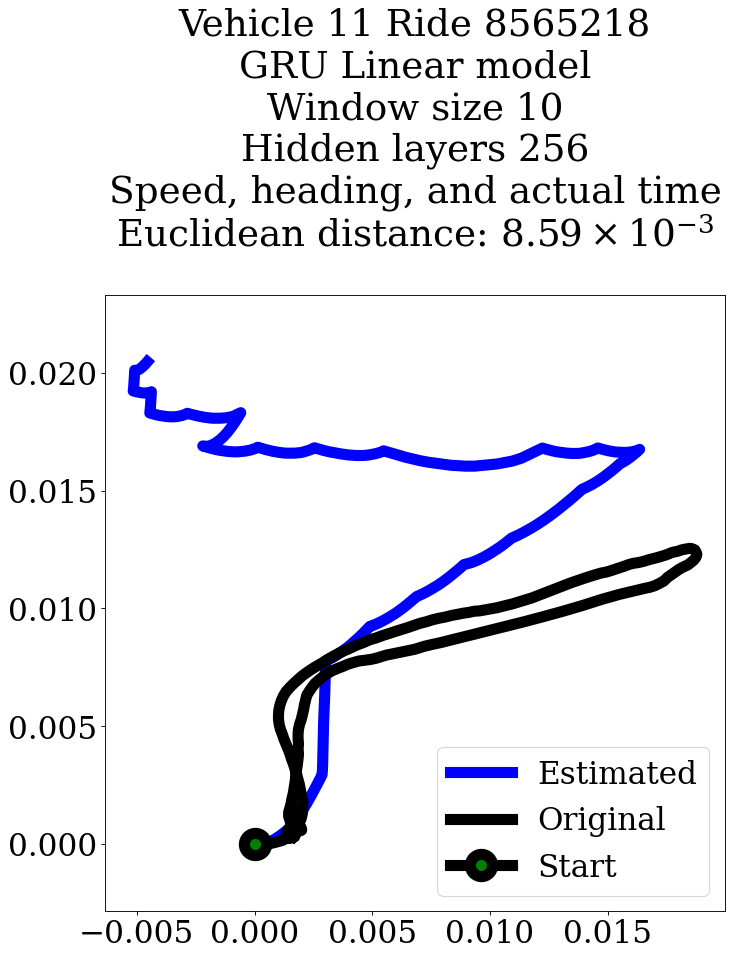 Vehicle 11 Ride 8565218
GRU Linear model
Window size 10
Hidden layers 256
Speed, heading, and actual time
Euclidean distance: 8.59 × 10⁻³
0.020
0.015
0.010
0.005
0.000
Estimated
Original
Start
−0.005 0.000 0.005 0.010 0.015